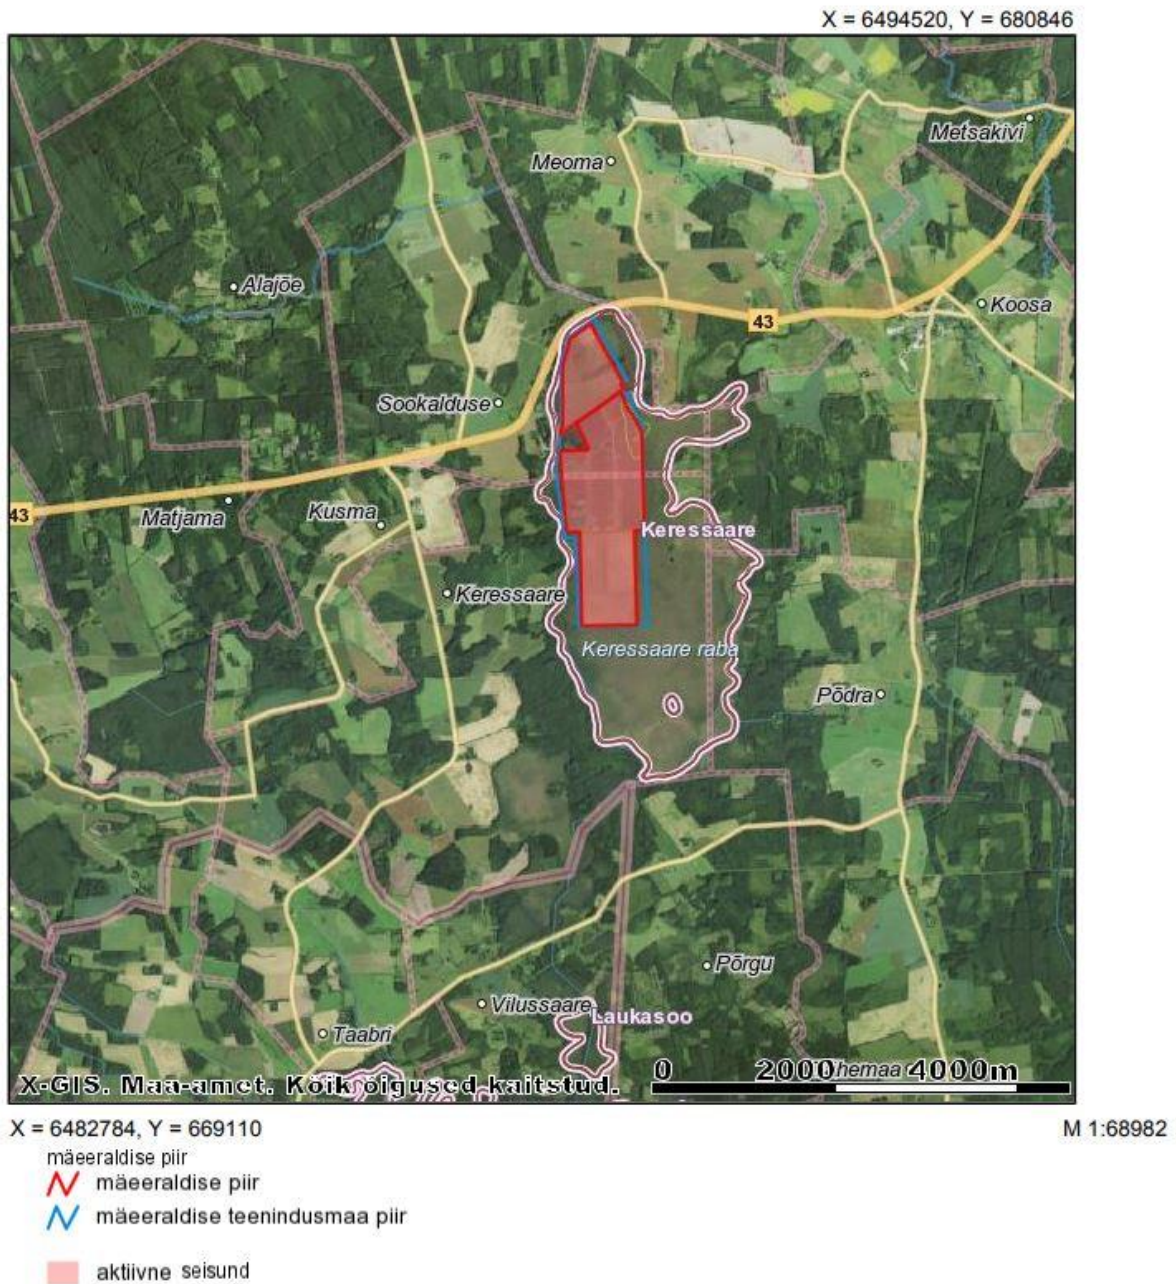 X = 6494520, Y = 680846
Metsakivi
Meoma
Alajõe
Koosa
43
Sookalduse
43
Matjama
Kusma
Keressaare
Keressaare
Keressaare raba
Põdra
Põrgu
Vilussaare
Laukasoo
Taabri
0 2000 4000m
X-GIS. Maa-amet. Kõik õigused kaitstud.
X = 6482784, Y = 669110
M 1:68982
mäeeraldise piir
mäeeraldise piir
mäeeraldise teenindusmaa piir
aktiivne seisund